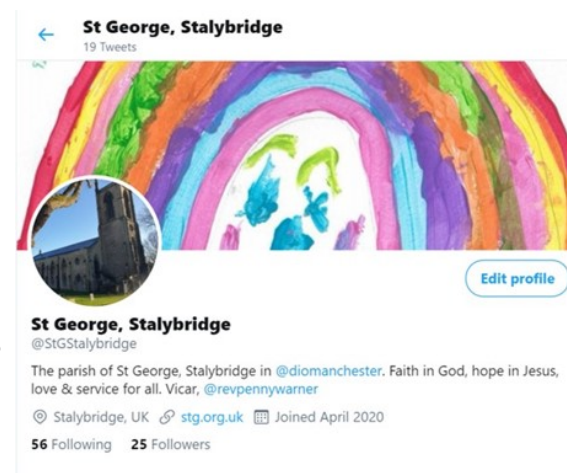 St George, Stalybridge
19 Tweets
Edit profile
St George, Stalybridge
@StGStalybridge
The parish of St George, Stalybridge in @diomanchester. Faith in God, hope in Jesus,
love & service for all. Vicar, @revpennywarner
Stalybridge, UK stg.org.uk Joined April 2020
56 Following 25 Followers